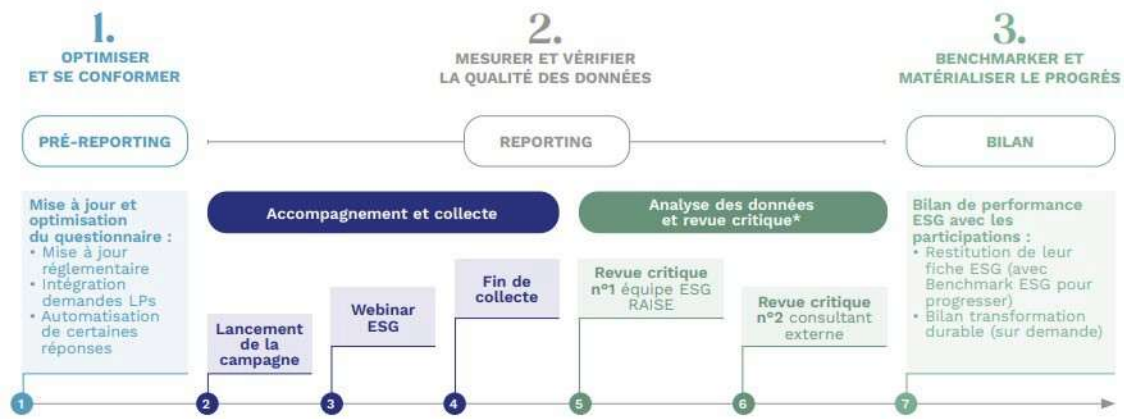 1.
OPTIMISER
ET SE CONFORMER
2.
MESURER ET VÉRIFIER
LA QUALITÉ DES DONNÉES
3.
BENCHMARKER ET
MATÉRIALISER LE PROGRÈS
PRÉ-REPORTING
REPORTING
BILAN
Mise à jour et
optimisation
du questionnaire :
• Mise à jour
réglementaire
• Intégration
demandes LPs
• Automatisation
de certaines
réponses
Accompagnement et collecte
Lancement
de la
campagne
Webinar
ESG
Fin de
collecte
Analyse des données
et revue critique*
Revue critique
n°1 équipe ESG
RAISE
Revue critique
n°2 consultant
externe
Bilan de performance
ESG avec les
participations :
• Restitution de leur
fiche ESG (avec
Benchmark ESG pour
progresser)
• Bilan transformation
durable (sur demande)
1
2
3
4
5
6
7